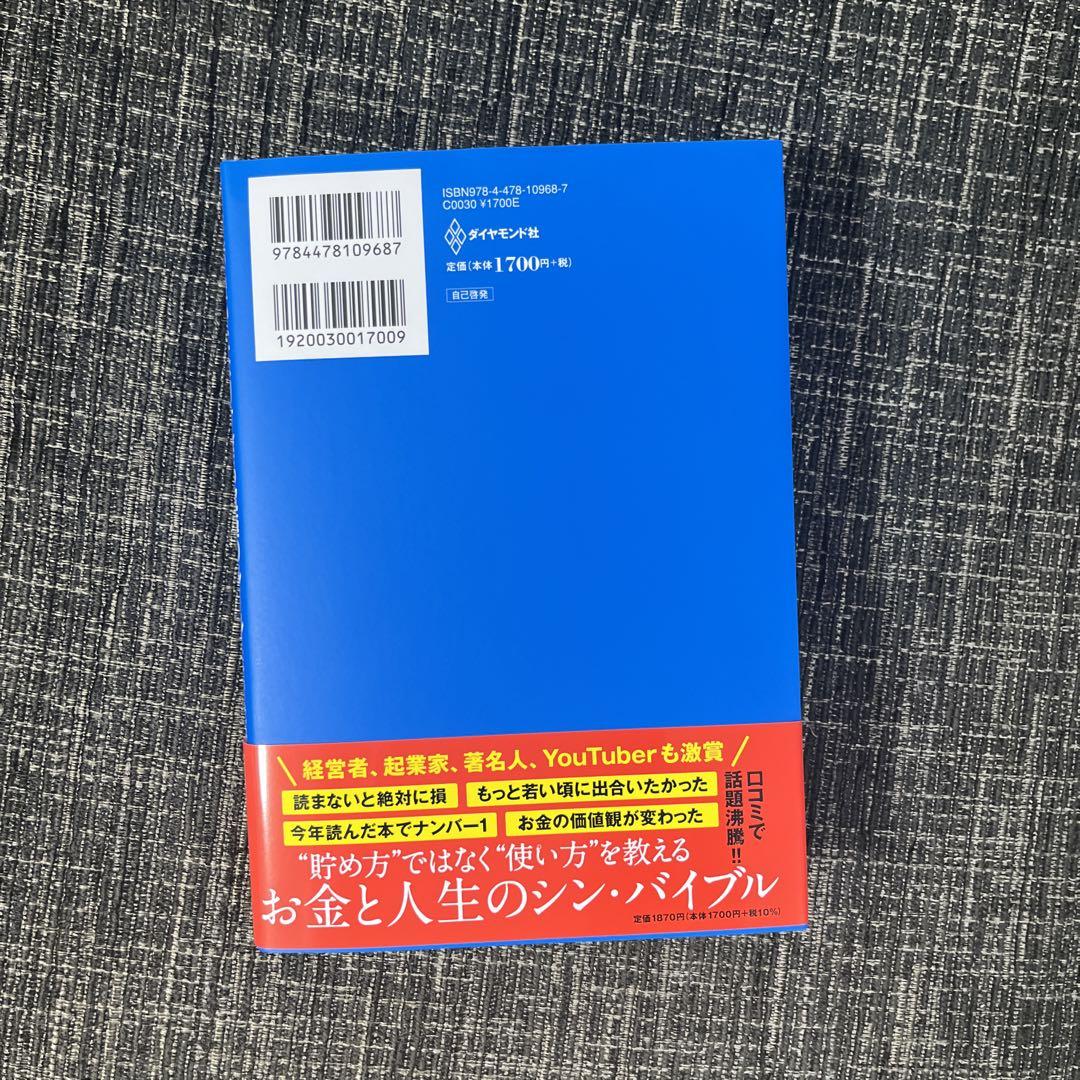 9784478109687
1920030017009
ISBN978-4-478-10968-7
C0030 ¥1700E
ダイヤモンド社
定価(本体1700円+税)
自己啓発
経営者、起業家、著名人、YouTuberも激賞
読まないと絶対に損
もっと若い頃に出合いたかった
今年読んだ本でナンバー1
お金の価値観が変わった
口コミで
話題沸騰!!
“貯め方”ではなく“使い方”を教える
お金と人生のシン・バイブル
定価1870円(本体1700円+税10%)